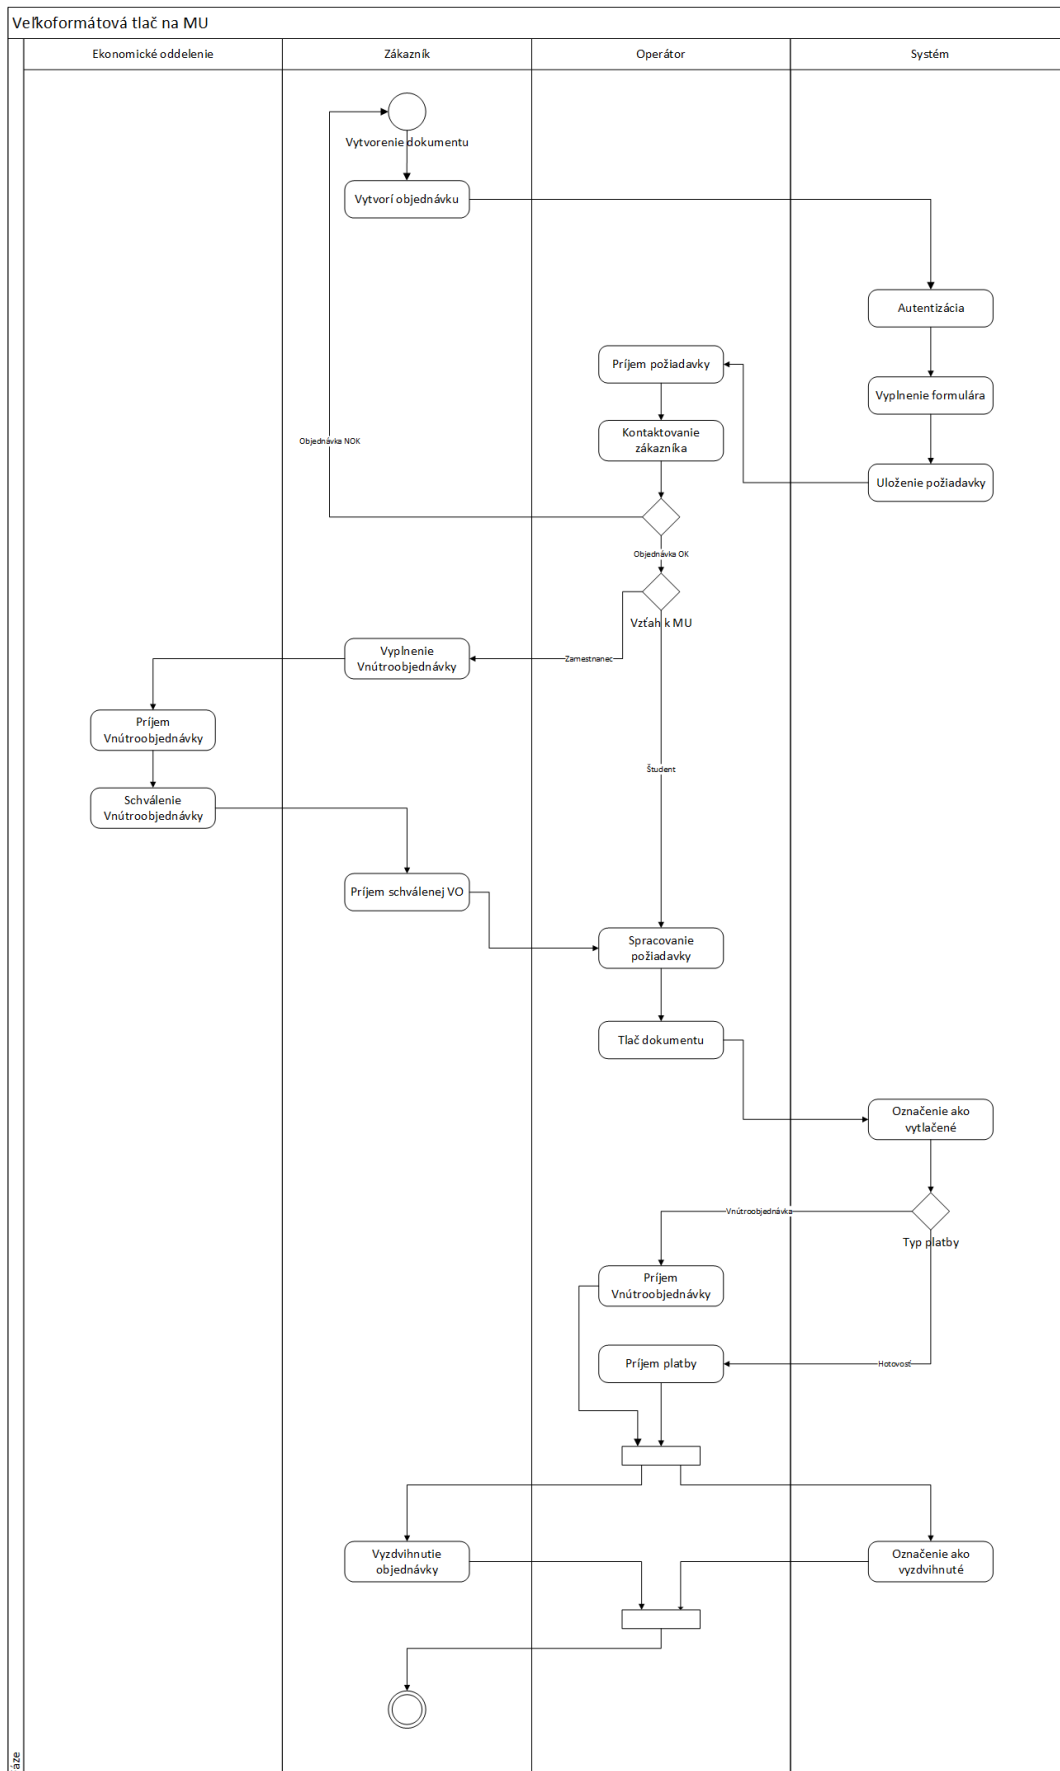 Veľkoformátová tlač na MU
Ekonomické oddelenie
Zákazník
Operátor
Systém
Vytvorenie dokumentu
Vytvorí objednávku
Autentizácia
Príjem požiadavky
Vyplnenie formulára
Kontaktovanie
zákazníka
Objednávka NOK
Uloženie požiadavky
Objednávka OK
Vzťah k MU
Vyplnenie
Vnútroobjednávky
Zamestnanec
Príjem
Vnútroobjednávky
Študent
Schválenie
Vnútroobjednávky
Príjem schválenej VO
Spracovanie
požiadavky
Tlač dokumentu
Označenie ako
vytlačené
Vnútroobjednávka
Typ platby
Príjem
Vnútroobjednávky
Príjem platby
Hotovosť
Vyzdvihnutie
objednávky
Označenie ako
vyzdvihnuté